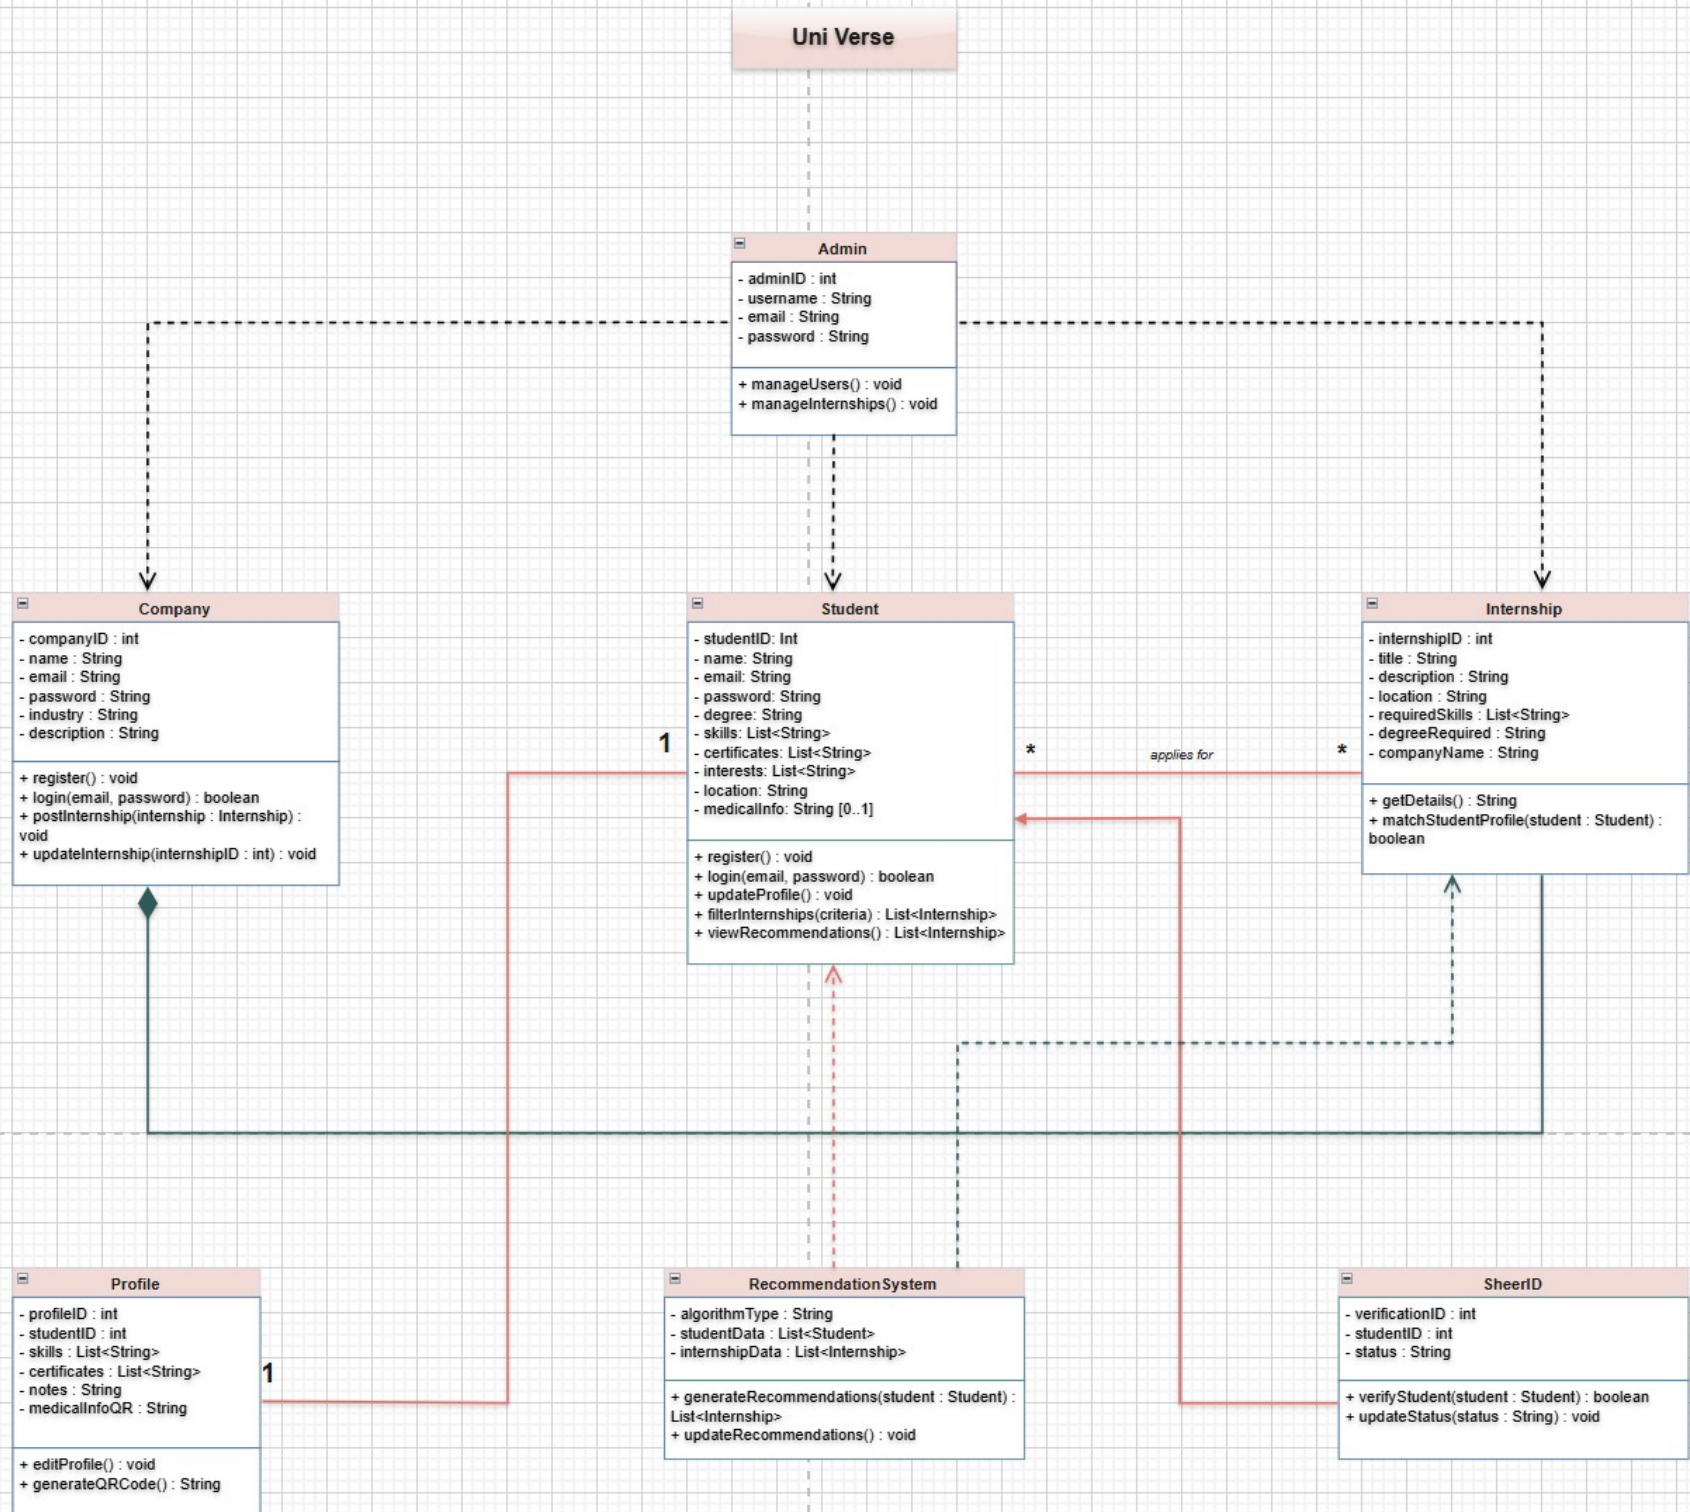 Uni Verse
Admin
- adminID : int
- username : String
- email : String
- password : String
+ manageUsers() : void
+ manageInternships() : void
Company
- companyID : int
- name : String
- email : String
- password : String
- industry : String
- description : String
+ register() : void
+ login(email, password) : boolean
+ postInternship(internship : Internship) :
void
+ updateInternship(internshipID : int) : void
Student
- studentID: Int
- name: String
- email: String
- password: String
- degree: String
- skills: List<String>
- certificates: List<String>
- interests: List<String>
- location: String
- medicalInfo: String [0..1]
+ register() : void
+ login(email, password) : boolean
+ updateProfile() : void
+ filterInternships(criteria) : List<Internship>
+ viewRecommendations() : List<Internship>
1
*
applies for
*
Internship
- internshipID : int
- title : String
- description : String
- location : String
- requiredSkills : List<String>
- degreeRequired : String
- companyName : String
+ getDetails() : String
+ matchStudentProfile(student : Student) :
boolean
Profile
- profileID : int
- studentID : int
- skills : List<String>
- certificates : List<String>
- notes : String
- medicalInfoQR : String
+ editProfile() : void
+ generateQRCode() : String
1
RecommendationSystem
- algorithmType : String
- studentData : List<Student>
- internshipData : List<Internship>
+ generateRecommendations(student : Student) :
List<Internship>
+ updateRecommendations() : void
SheerID
- verificationID : int
- studentID : int
- status : String
+ verifyStudent(student : Student) : boolean
+ updateStatus(status : String) : void